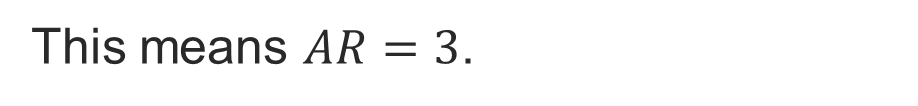 This means AR = 3.